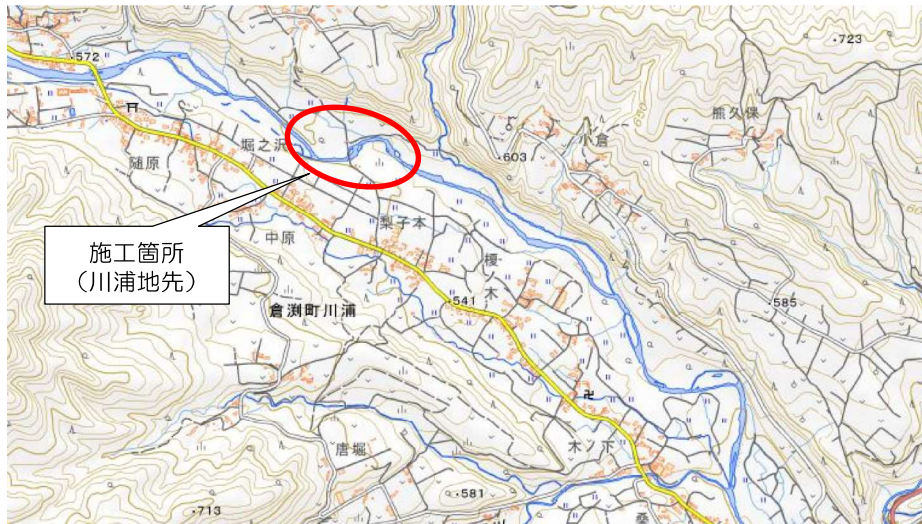 ・572
・723
熊久保
小倉
・603
堀之沢
随原
梨子本
中原
施工箇所
（川浦地先）
榎
木
・541
・585
倉渕町川浦
木ノ下
唐堀
・581
・713
桑